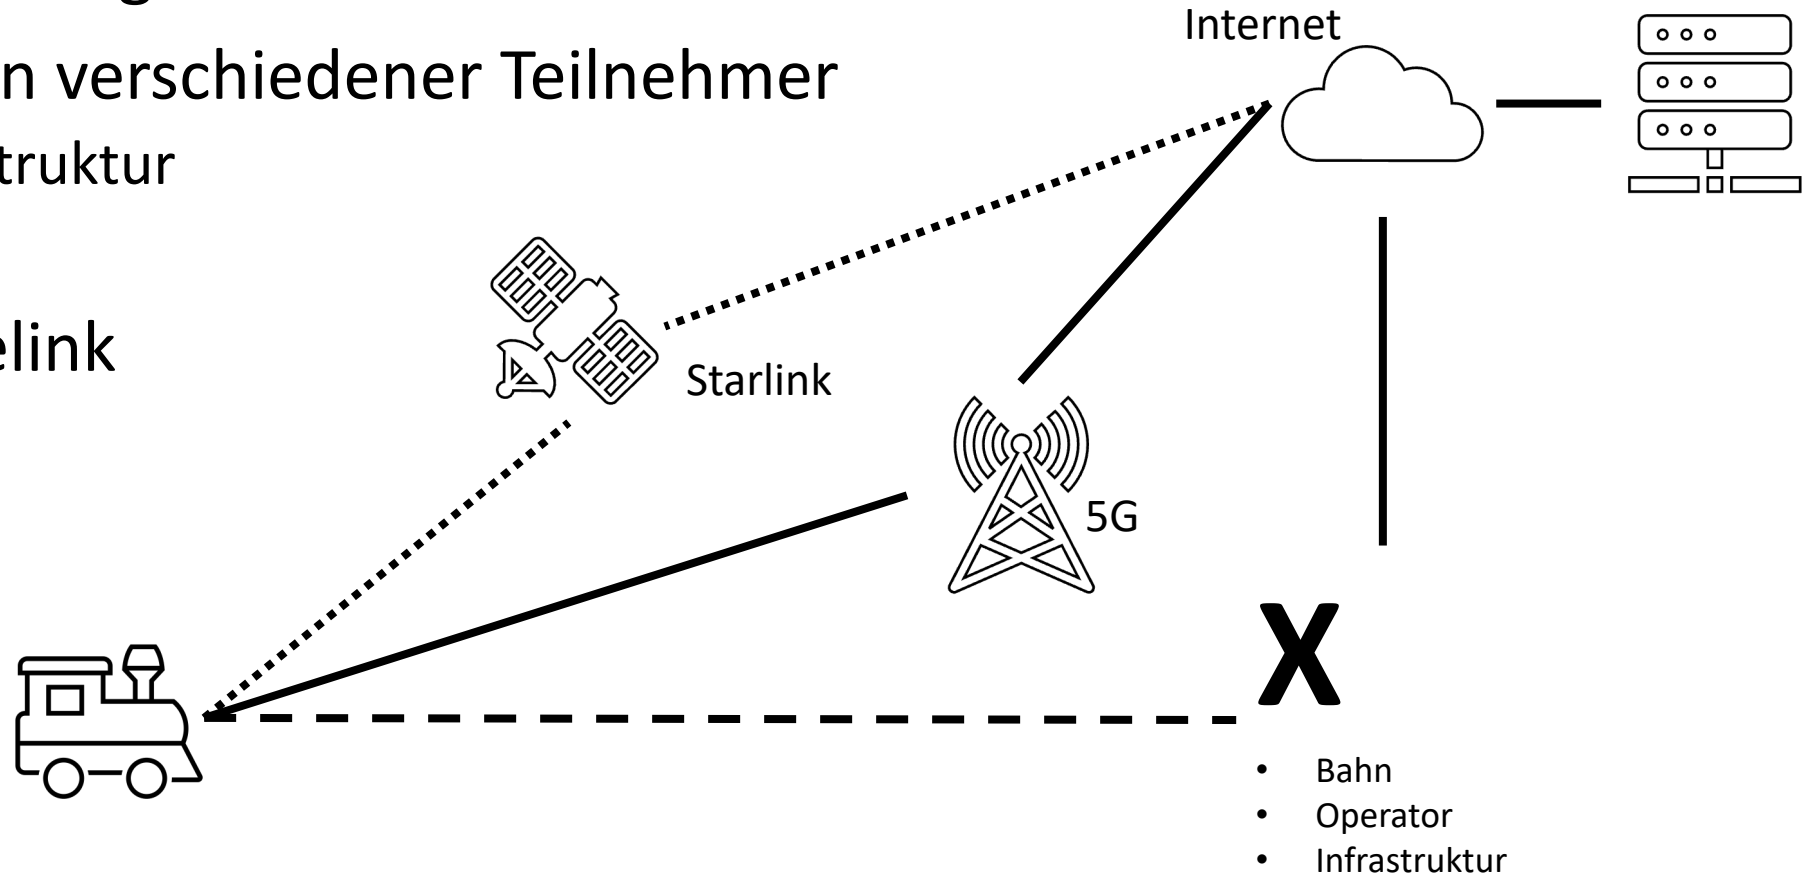 Internet
n verschiedener Teilnehmer
truktur
elink
Starlink
5G
X
• Bahn
• Operator
• Infrastruktur